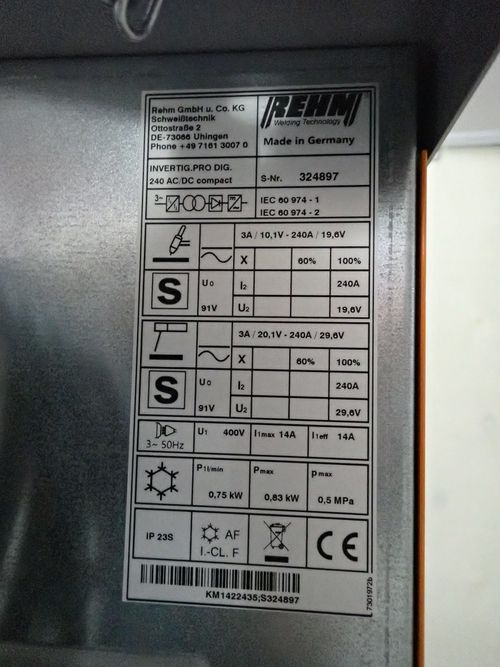 Rehm GmbH u. Co. KG
Schweißtechnik
Ottostraße 2
DE-73066 Uhingen
Phone +49 7161 3007 0
REHM
Welding Technology
Made in Germany
INVERTIG.PRO DIG.
240 AC/DC compact
S-Nr. 324897
3~
IEC 60 974 - 1
IEC 60 974 - 2
3A / 10,1V - 240A / 19,6V
X 60% 100%
S U0 I2 240A
91V U2 19,6V
3A / 20,1V - 240A / 29,6V
X 60% 100%
S U0 I2 240A
91V U2 29,6V
3~ 50Hz U1 400V I1max 14A I1eff 14A
P1l/min Pmax pmax
0,75 kW 0,83 kW 0,5 MPa
IP 23S AF CE
I.-CL. F
KM1422435;S324897
7301972b